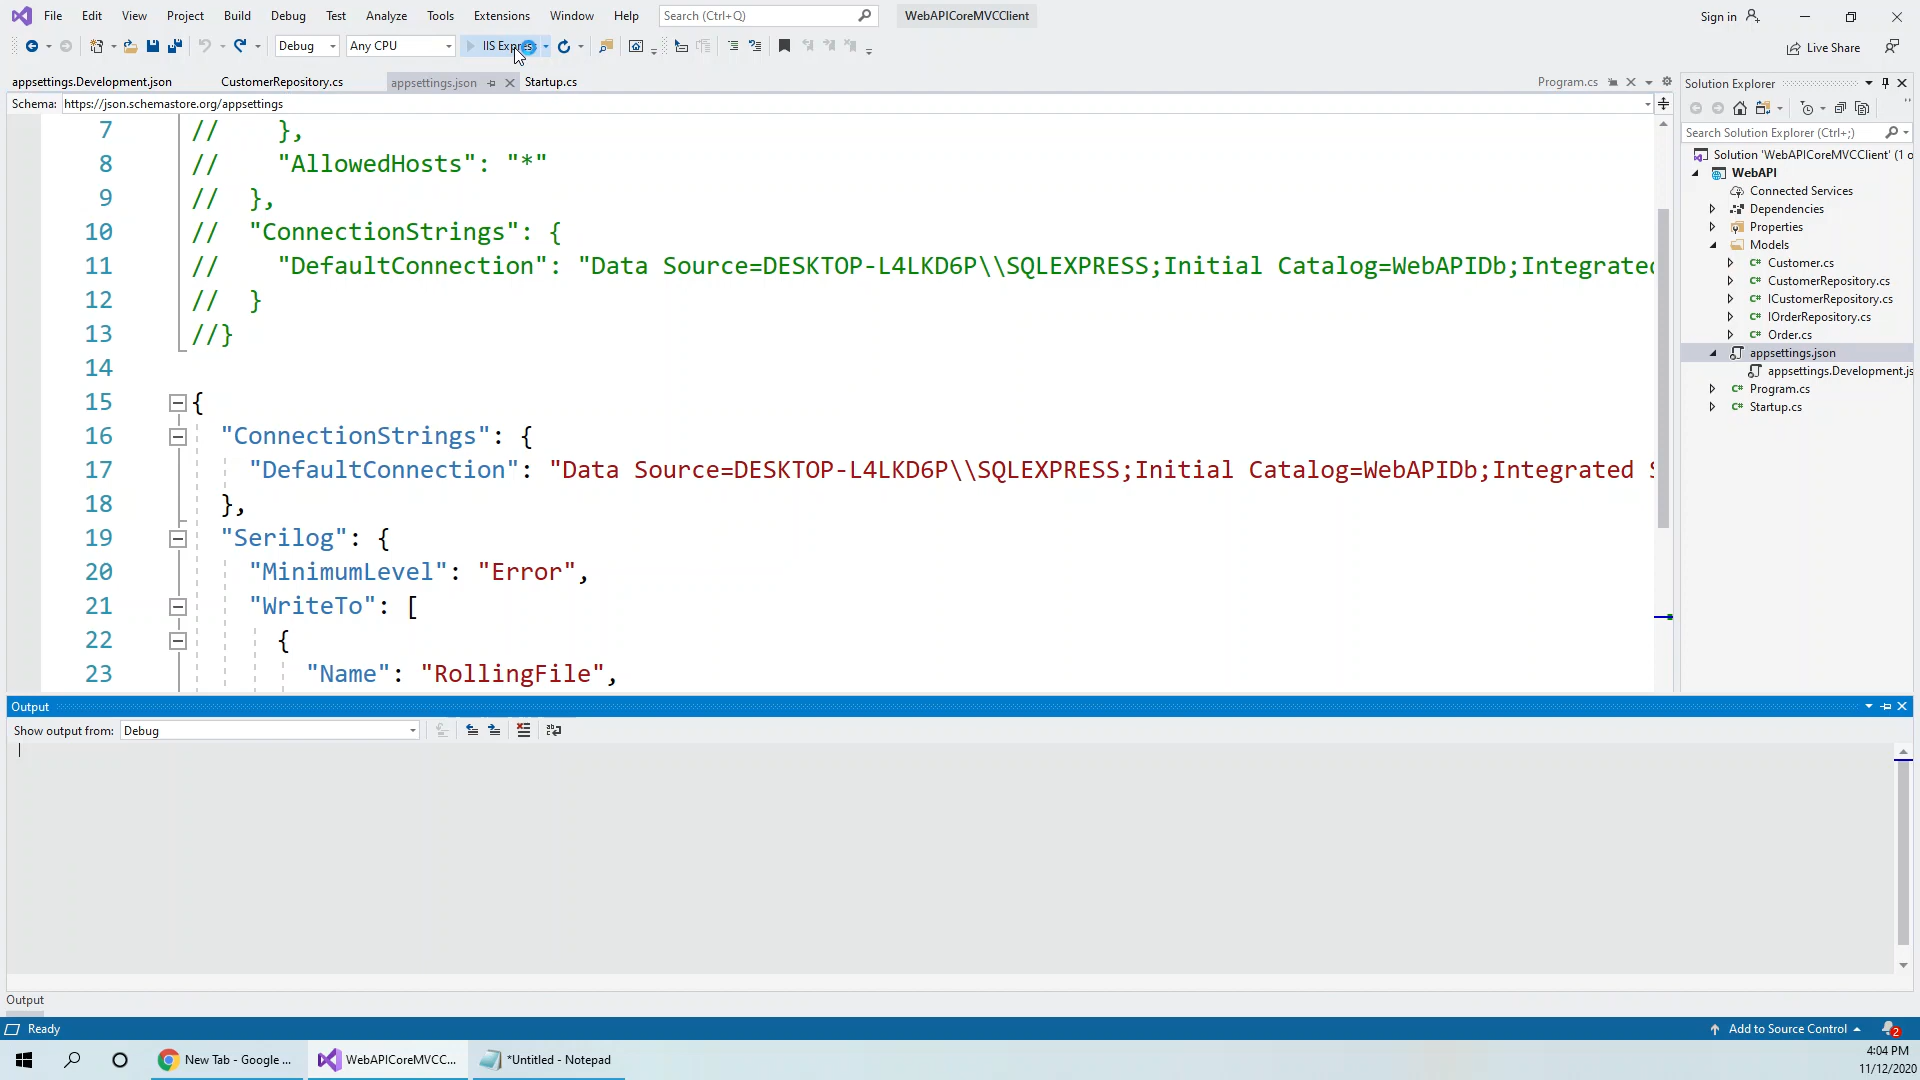 File Edit View Project Build Debug Test Analyze Tools Extensions Window Help Search (Ctrl+Q) WebAPICoreMVCClient Sign in
Debug Any CPU IIS Express Live Share
appsettings.Development.json CustomerRepository.cs appsettings.json Startup.cs Program.cs
Schema: https://json.schemastore.org/appsettings
7 // },
8 // "AllowedHosts": "*"
9 // },
10 // "ConnectionStrings": {
11 // "DefaultConnection": "Data Source=DESKTOP-L4LKD6P\\SQLEXPRESS;Initial Catalog=WebAPIDb;Integrated
12 // }
13 //}
14
15 {
16 "ConnectionStrings": {
17 "DefaultConnection": "Data Source=DESKTOP-L4LKD6P\\SQLEXPRESS;Initial Catalog=WebAPIDb;Integrated S
18 },
19 "Serilog": {
20 "MinimumLevel": "Error",
21 "WriteTo": [
22 {
23 "Name": "RollingFile",
Solution Explorer
Search Solution Explorer (Ctrl+;)
Solution 'WebAPICoreMVCClient' (1 o
WebAPI
Connected Services
Dependencies
Properties
Models
C# Customer.cs
C# CustomerRepository.cs
C# ICustomerRepository.cs
C# IOrderRepository.cs
C# Order.cs
appsettings.json
appsettings.Development.js
C# Program.cs
C# Startup.cs
Output
Show output from: Debug
Output
Ready Add to Source Control 2
New Tab - Google ... WebAPICoreMVCC... *Untitled - Notepad
4:04 PM
11/12/2020